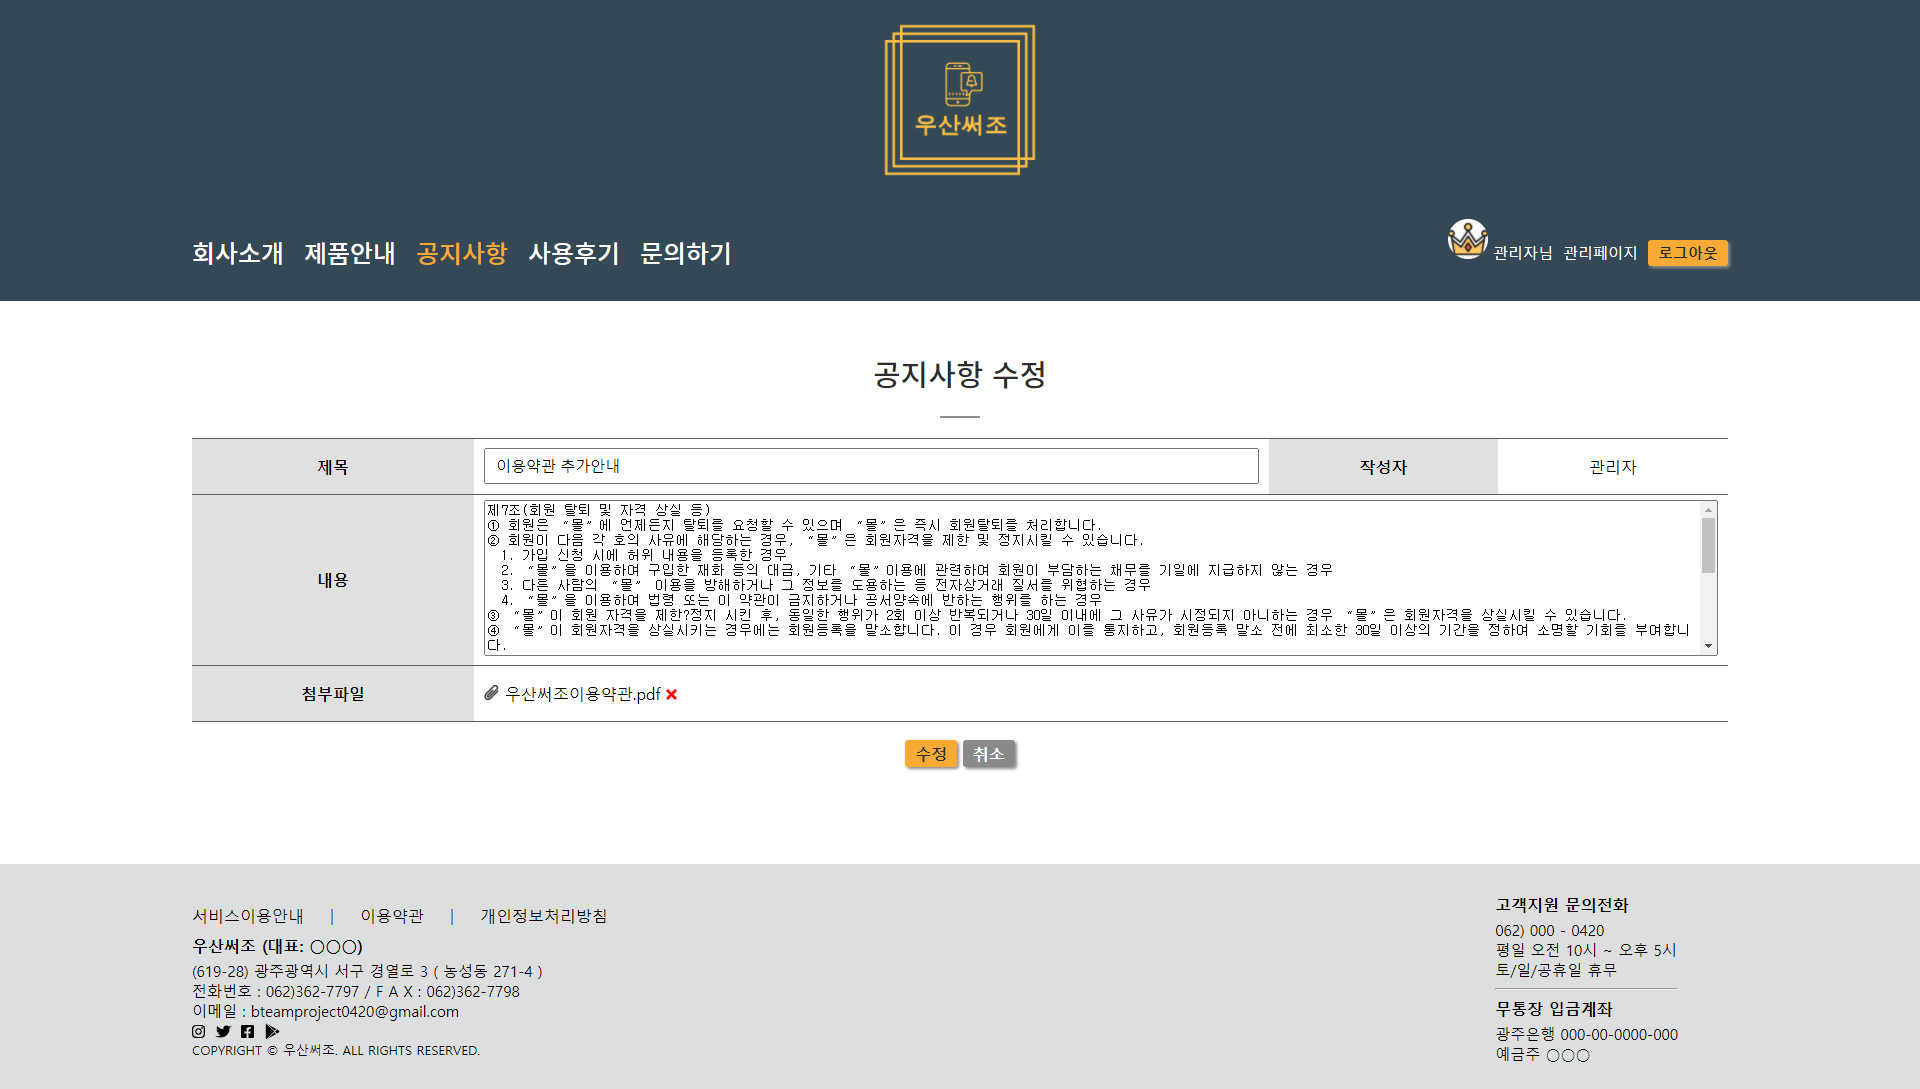 우산써조
회사소개 제품안내 공지사항 사용후기 문의하기
관리자님 관리페이지 로그아웃
공지사항 수정
제목 이용약관 추가안내 작성자 관리자
내용
제7조(회원 탈퇴 및 자격 상실 등)
① 회원은 “몰”에 언제든지 탈퇴를 요청할 수 있으며 “몰”은 즉시 회원탈퇴를 처리합니다.
② 회원이 다음 각 호의 사유에 해당하는 경우, “몰”은 회원자격을 제한 및 정지시킬 수 있습니다.
1. 가입 신청 시에 허위 내용을 등록한 경우
2. “몰”을 이용하여 구입한 재화 등의 대금, 기타 “몰”이용에 관련하여 회원이 부담하는 채무를 기일에 지급하지 않는 경우
3. 다른 사람의 “몰” 이용을 방해하거나 그 정보를 도용하는 등 전자상거래 질서를 위협하는 경우
4. “몰”을 이용하여 법령 또는 이 약관이 금지하거나 공서양속에 반하는 행위를 하는 경우
③ “몰”이 회원 자격을 제한?정지 시킨 후, 동일한 행위가 2회 이상 반복되거나 30일 이내에 그 사유가 시정되지 아니하는 경우 “몰”은 회원자격을 상실시킬 수 있습니다.
④ “몰”이 회원자격을 상실시키는 경우에는 회원등록을 말소합니다. 이 경우 회원에게 이를 통지하고, 회원등록 말소 전에 최소한 30일 이상의 기간을 정하여 소명할 기회를 부여합니
다.
첨부파일 우산써조이용약관.pdf
수정 취소
서비스이용안내 | 이용약관 | 개인정보처리방침
우산써조 (대표: 〇〇〇)
(619-28) 광주광역시 서구 경열로 3 ( 농성동 271-4 )
전화번호 : 062)362-7797 / F A X : 062)362-7798
이메일 : bteamproject0420@gmail.com
COPYRIGHT © 우산써조. ALL RIGHTS RESERVED.
고객지원 문의전화
062) 000 - 0420
평일 오전 10시 ~ 오후 5시
토/일/공휴일 휴무
무통장 입금계좌
광주은행 000-00-0000-000
예금주 〇〇〇